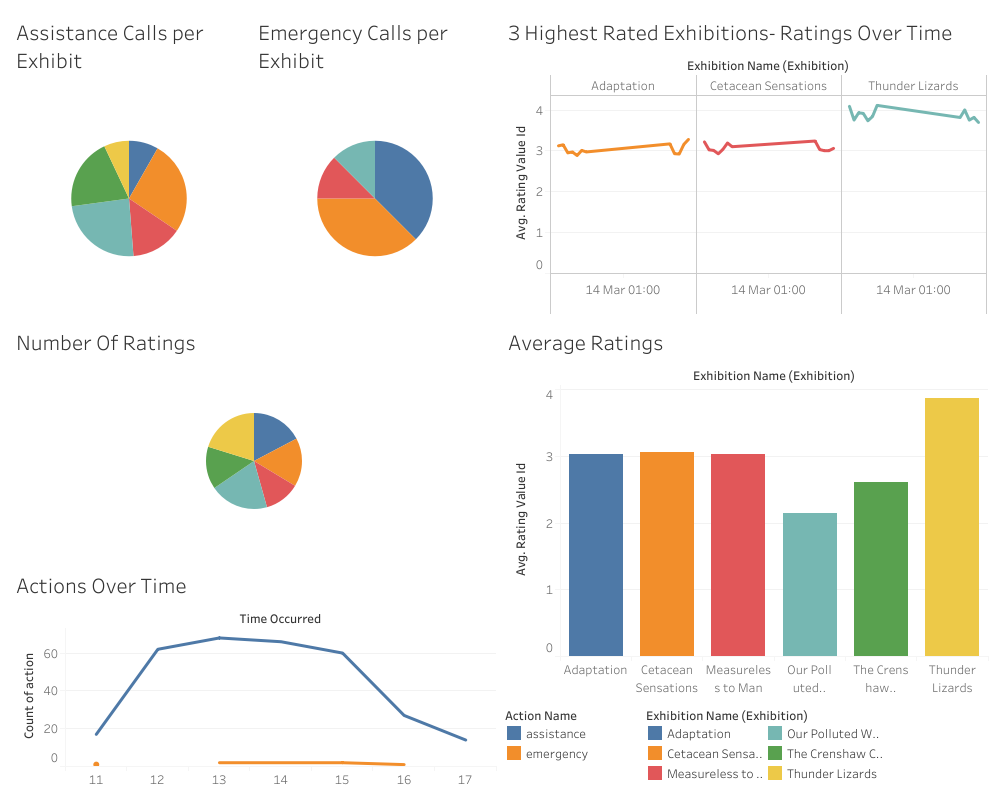 Assistance Calls per
Exhibit
Emergency Calls per
Exhibit
3 Highest Rated Exhibitions- Ratings Over Time
Exhibition Name (Exhibition)
Adaptation
Cetacean Sensations
Thunder Lizards
Avg. Rating Value Id
4
3
2
1
0
14 Mar 01:00
14 Mar 01:00
14 Mar 01:00
Number Of Ratings
Average Ratings
Exhibition Name (Exhibition)
Avg. Rating Value Id
4
3
2
1
0
Adaptation
Cetacean
Sensations
Measureles
s to Man
Our Poll
uted..
The Crens
haw..
Thunder
Lizards
Actions Over Time
Time Occurred
Count of action
60
40
20
0
11
12
13
14
15
16
17
Action Name
assistance
emergency
Exhibition Name (Exhibition)
Adaptation
Cetacean Sensa..
Measureless to ..
Our Polluted W..
The Crenshaw C..
Thunder Lizards